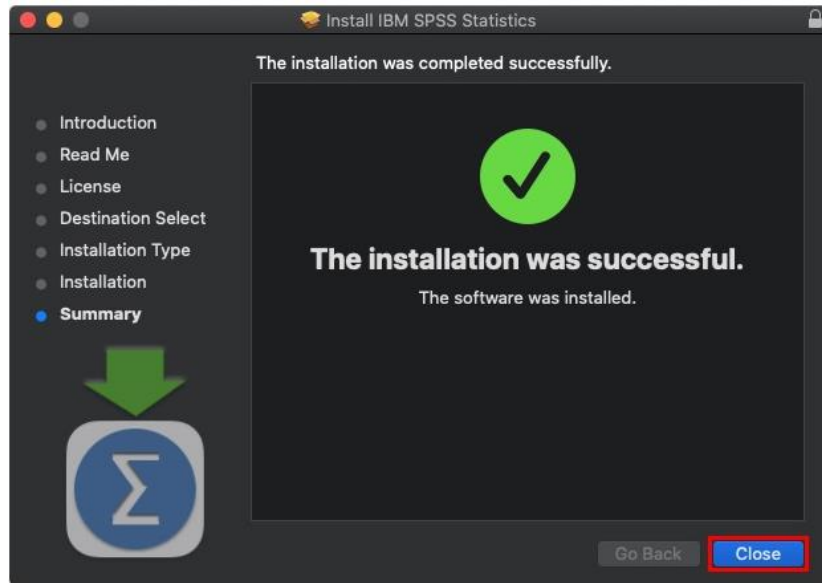 Install IBM SPSS Statistics
The installation was completed successfully.
Introduction
Read Me
License
Destination Select
Installation Type
Installation
Summary
The installation was successful.
The software was installed.
Go Back
Close